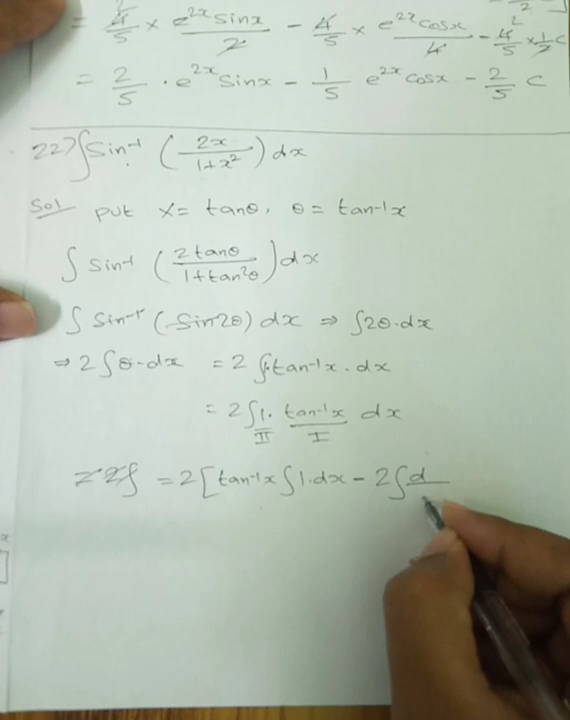 = 4/5 × e^2x sinx/2 - 4/5 × e^2x cosx/4 - 4/5 × 1/2 C
= 2/5 · e^2x sinx - 1/5 e^2x cosx - 2/5 C
22) ∫ Sin⁻¹ (2x/1+x²) dx
Sol put x = tanθ, θ = tan⁻¹x
∫ Sin⁻¹ (2tanθ/1+tan²θ) dx
∫ Sin⁻¹ (Sin2θ) dx ⇒ ∫2θ·dx
⇒ 2∫θ·dx = 2∫tan⁻¹x·dx
= 2∫1· tan⁻¹x dx
II I
= 2[tan⁻¹x ∫1·dx - 2∫d